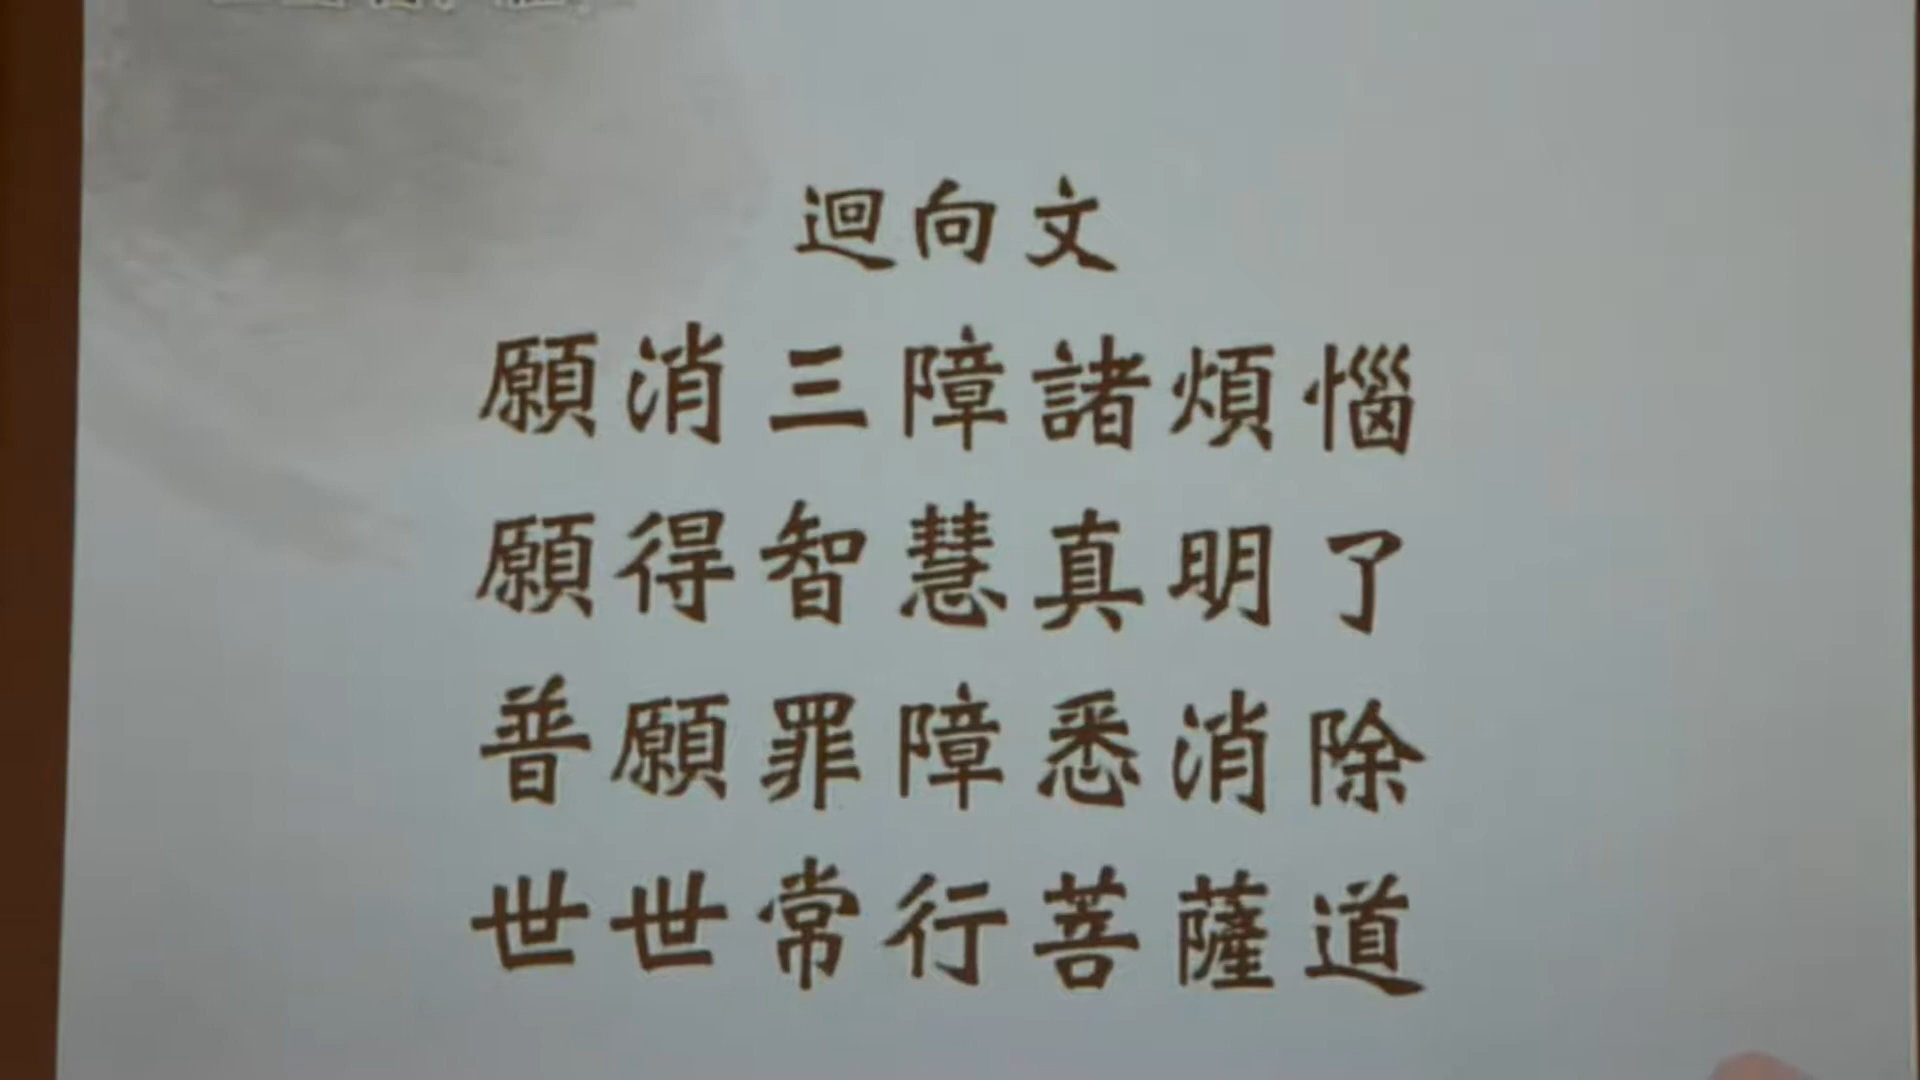 迴向文
願消三障諸煩惱
願得智慧真明了
普願罪障悉消除
世世常行菩薩道